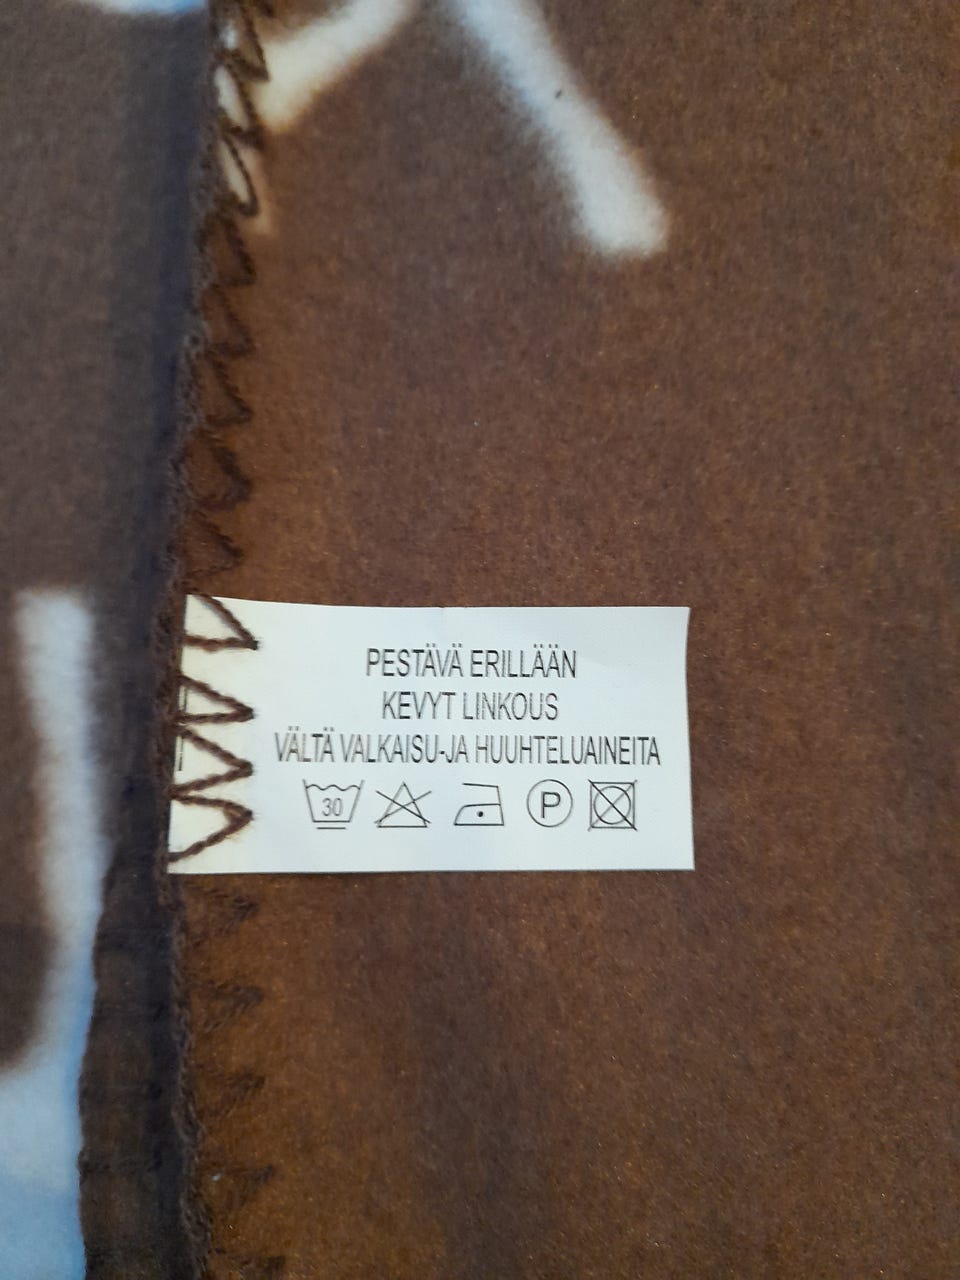 PESTÄVÄ ERILLÄÄN
KEVYT LINKOUS
VÄLTÄ VALKAISU-JA HUUHTELUAINEITA
30 P